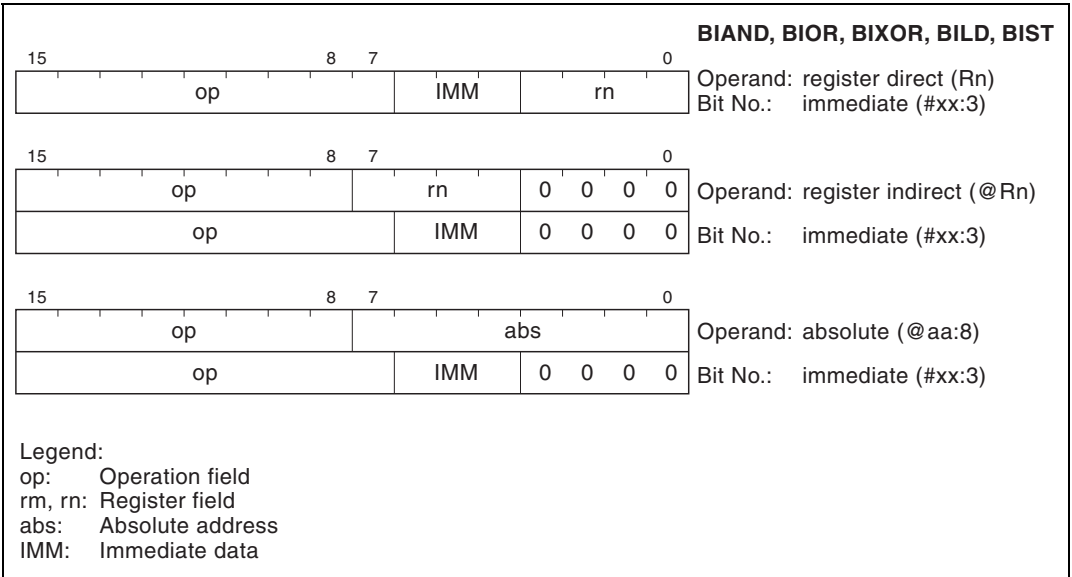 BIAND, BIOR, BIXOR, BILD, BIST
15 8 7 0
op IMM rn
Operand: register direct (Rn)
Bit No.: immediate (#xx:3)
15 8 7 0
op rn 0 0 0 0 Operand: register indirect (@Rn)
op IMM 0 0 0 0 Bit No.: immediate (#xx:3)
15 8 7 0
op abs Operand: absolute (@aa:8)
op IMM 0 0 0 0 Bit No.: immediate (#xx:3)
Legend:
op: Operation field
rm, rn: Register field
abs: Absolute address
IMM: Immediate data